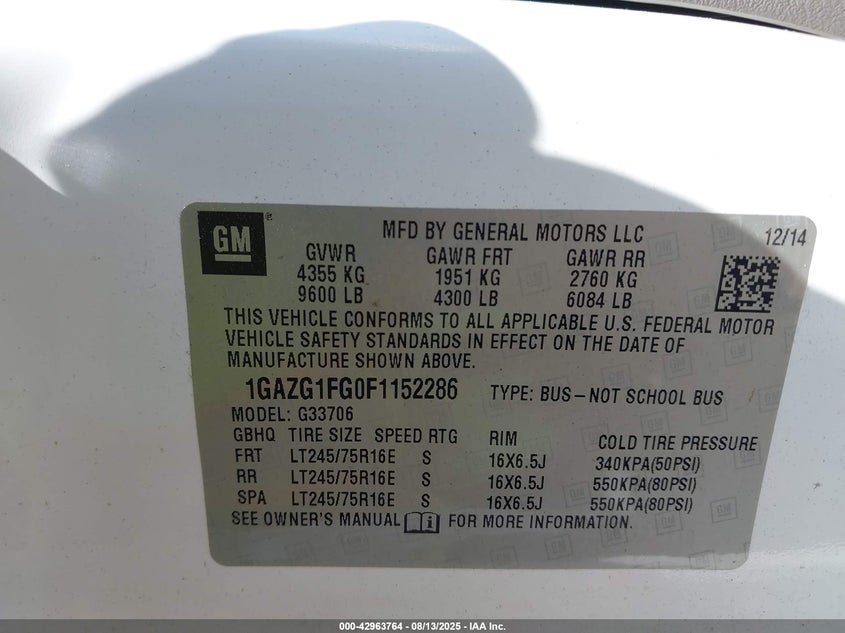 GM ®
MFD BY GENERAL MOTORS LLC 12/14
GVWR GAWR FRT GAWR RR
4355 KG 1951 KG 2760 KG
9600 LB 4300 LB 6084 LB
THIS VEHICLE CONFORMS TO ALL APPLICABLE U.S. FEDERAL MOTOR
VEHICLE SAFETY STANDARDS IN EFFECT ON THE DATE OF
MANUFACTURE SHOWN ABOVE.
1GAZG1FG0F1152286 TYPE: BUS-NOT SCHOOL BUS
MODEL: G33706
GBHQ TIRE SIZE SPEED RTG RIM COLD TIRE PRESSURE
FRT LT245/75R16E S 16X6.5J 340KPA(50PSI)
RR LT245/75R16E S 16X6.5J 550KPA(80PSI)
SPA LT245/75R16E S 16X6.5J 550KPA(80PSI)
SEE OWNER'S MANUAL FOR MORE INFORMATION.
000-42963764 - 08/13/2025 - IAA Inc.